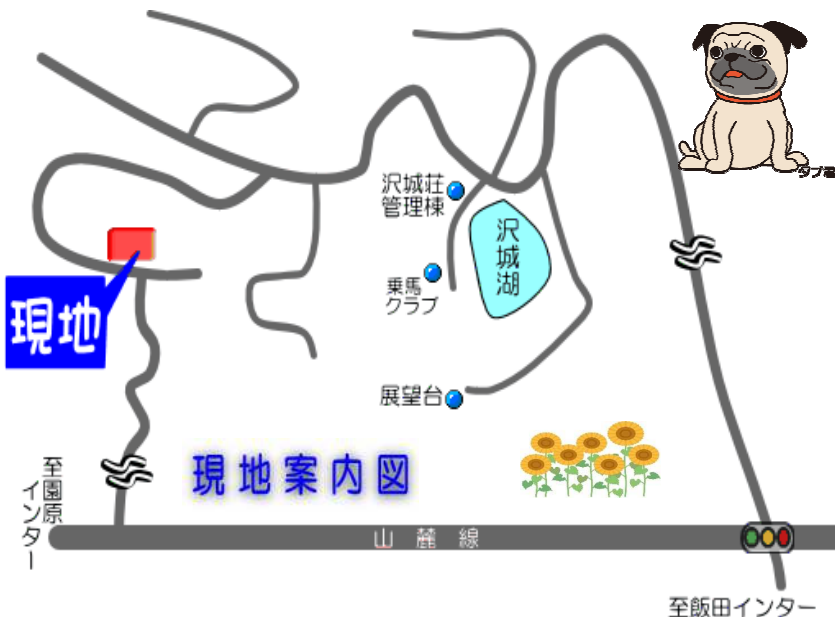 沢城荘
管理棟
沢城湖
乗馬
クラブ
現地
展望台
現地案内図
至園原
インター
山麓線
至飯田インター